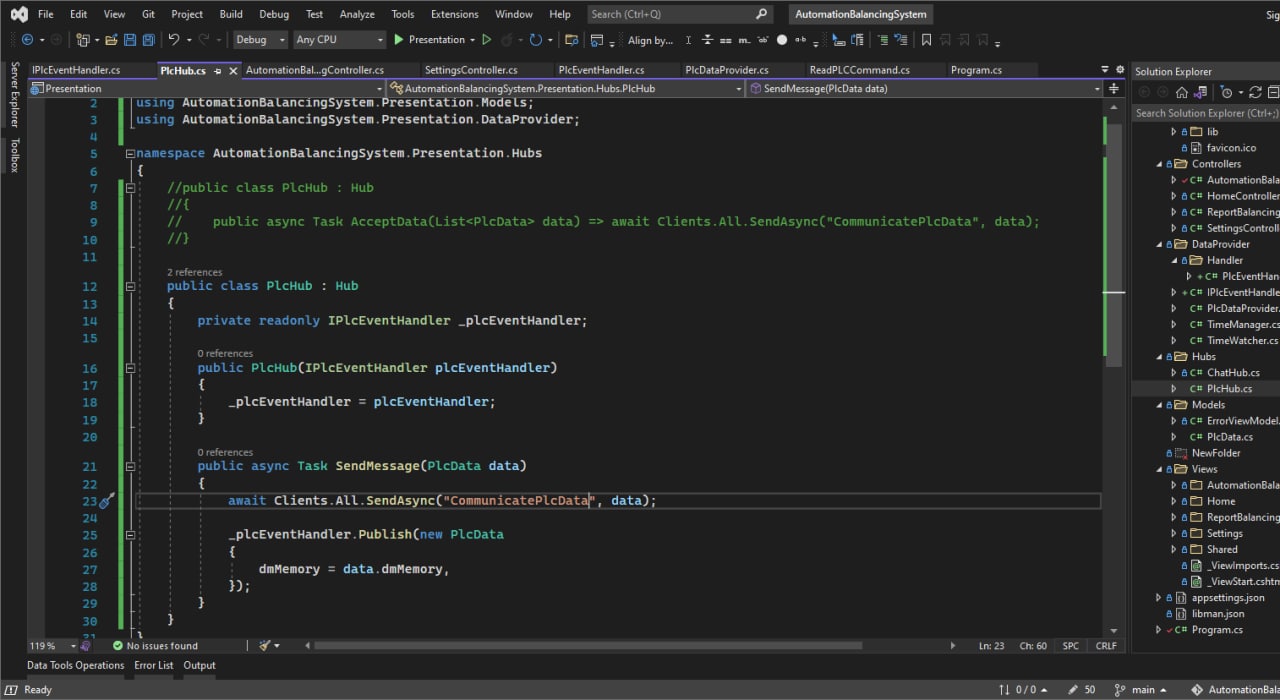 File Edit View Git Project Build Debug Test Analyze Tools Extensions Window Help Search (Ctrl+Q) AutomationBalancingSystem Sig
Debug Any CPU Presentation Align by...
IPlcEventHandler.cs PlcHub.cs AutomationBal...gController.cs SettingsController.cs PlcEventHandler.cs PlcDataProvider.cs ReadPLCCommand.cs Program.cs
Presentation AutomationBalancingSystem.Presentation.Hubs.PlcHub SendMessage(PlcData data)
Server Explorer
Toolbox
2 using AutomationBalancingSystem.Presentation.Models;
3 using AutomationBalancingSystem.Presentation.DataProvider;
4
5 namespace AutomationBalancingSystem.Presentation.Hubs
6 {
7 //public class PlcHub : Hub
8 //{
9 // public async Task AcceptData(List<PlcData> data) => await Clients.All.SendAsync("CommunicatePlcData", data);
10 //}
11
2 references
12 public class PlcHub : Hub
13 {
14 private readonly IPlcEventHandler _plcEventHandler;
15
0 references
16 public PlcHub(IPlcEventHandler plcEventHandler)
17 {
18 _plcEventHandler = plcEventHandler;
19 }
20
0 references
21 public async Task SendMessage(PlcData data)
22 {
23 await Clients.All.SendAsync("CommunicatePlcData", data);
24
25 _plcEventHandler.Publish(new PlcData
26 {
27 dmMemory = data.dmMemory,
28 });
29 }
30 }
31 }
119 % No issues found Ln: 23 Ch: 60 SPC CRLF
Data Tools Operations Error List Output
Solution Explorer
Search Solution Explorer (Ctrl+;)
lib
favicon.ico
Controllers
C# AutomationBala
C# HomeController
C# ReportBalancing
C# SettingsControll
DataProvider
Handler
+ C# PlcEventHan
+ C# IPlcEventHandle
C# PlcDataProvider.
C# TimeManager.cs
C# TimeWatcher.cs
Hubs
C# ChatHub.cs
C# PlcHub.cs
Models
C# ErrorViewModel.
C# PlcData.cs
NewFolder
Views
AutomationBala
Home
ReportBalancing
Settings
Shared
_ViewImports.cs
_ViewStart.cshtm
appsettings.json
libman.json
C# Program.cs
Ready 0 / 0 50 main AutomationBala